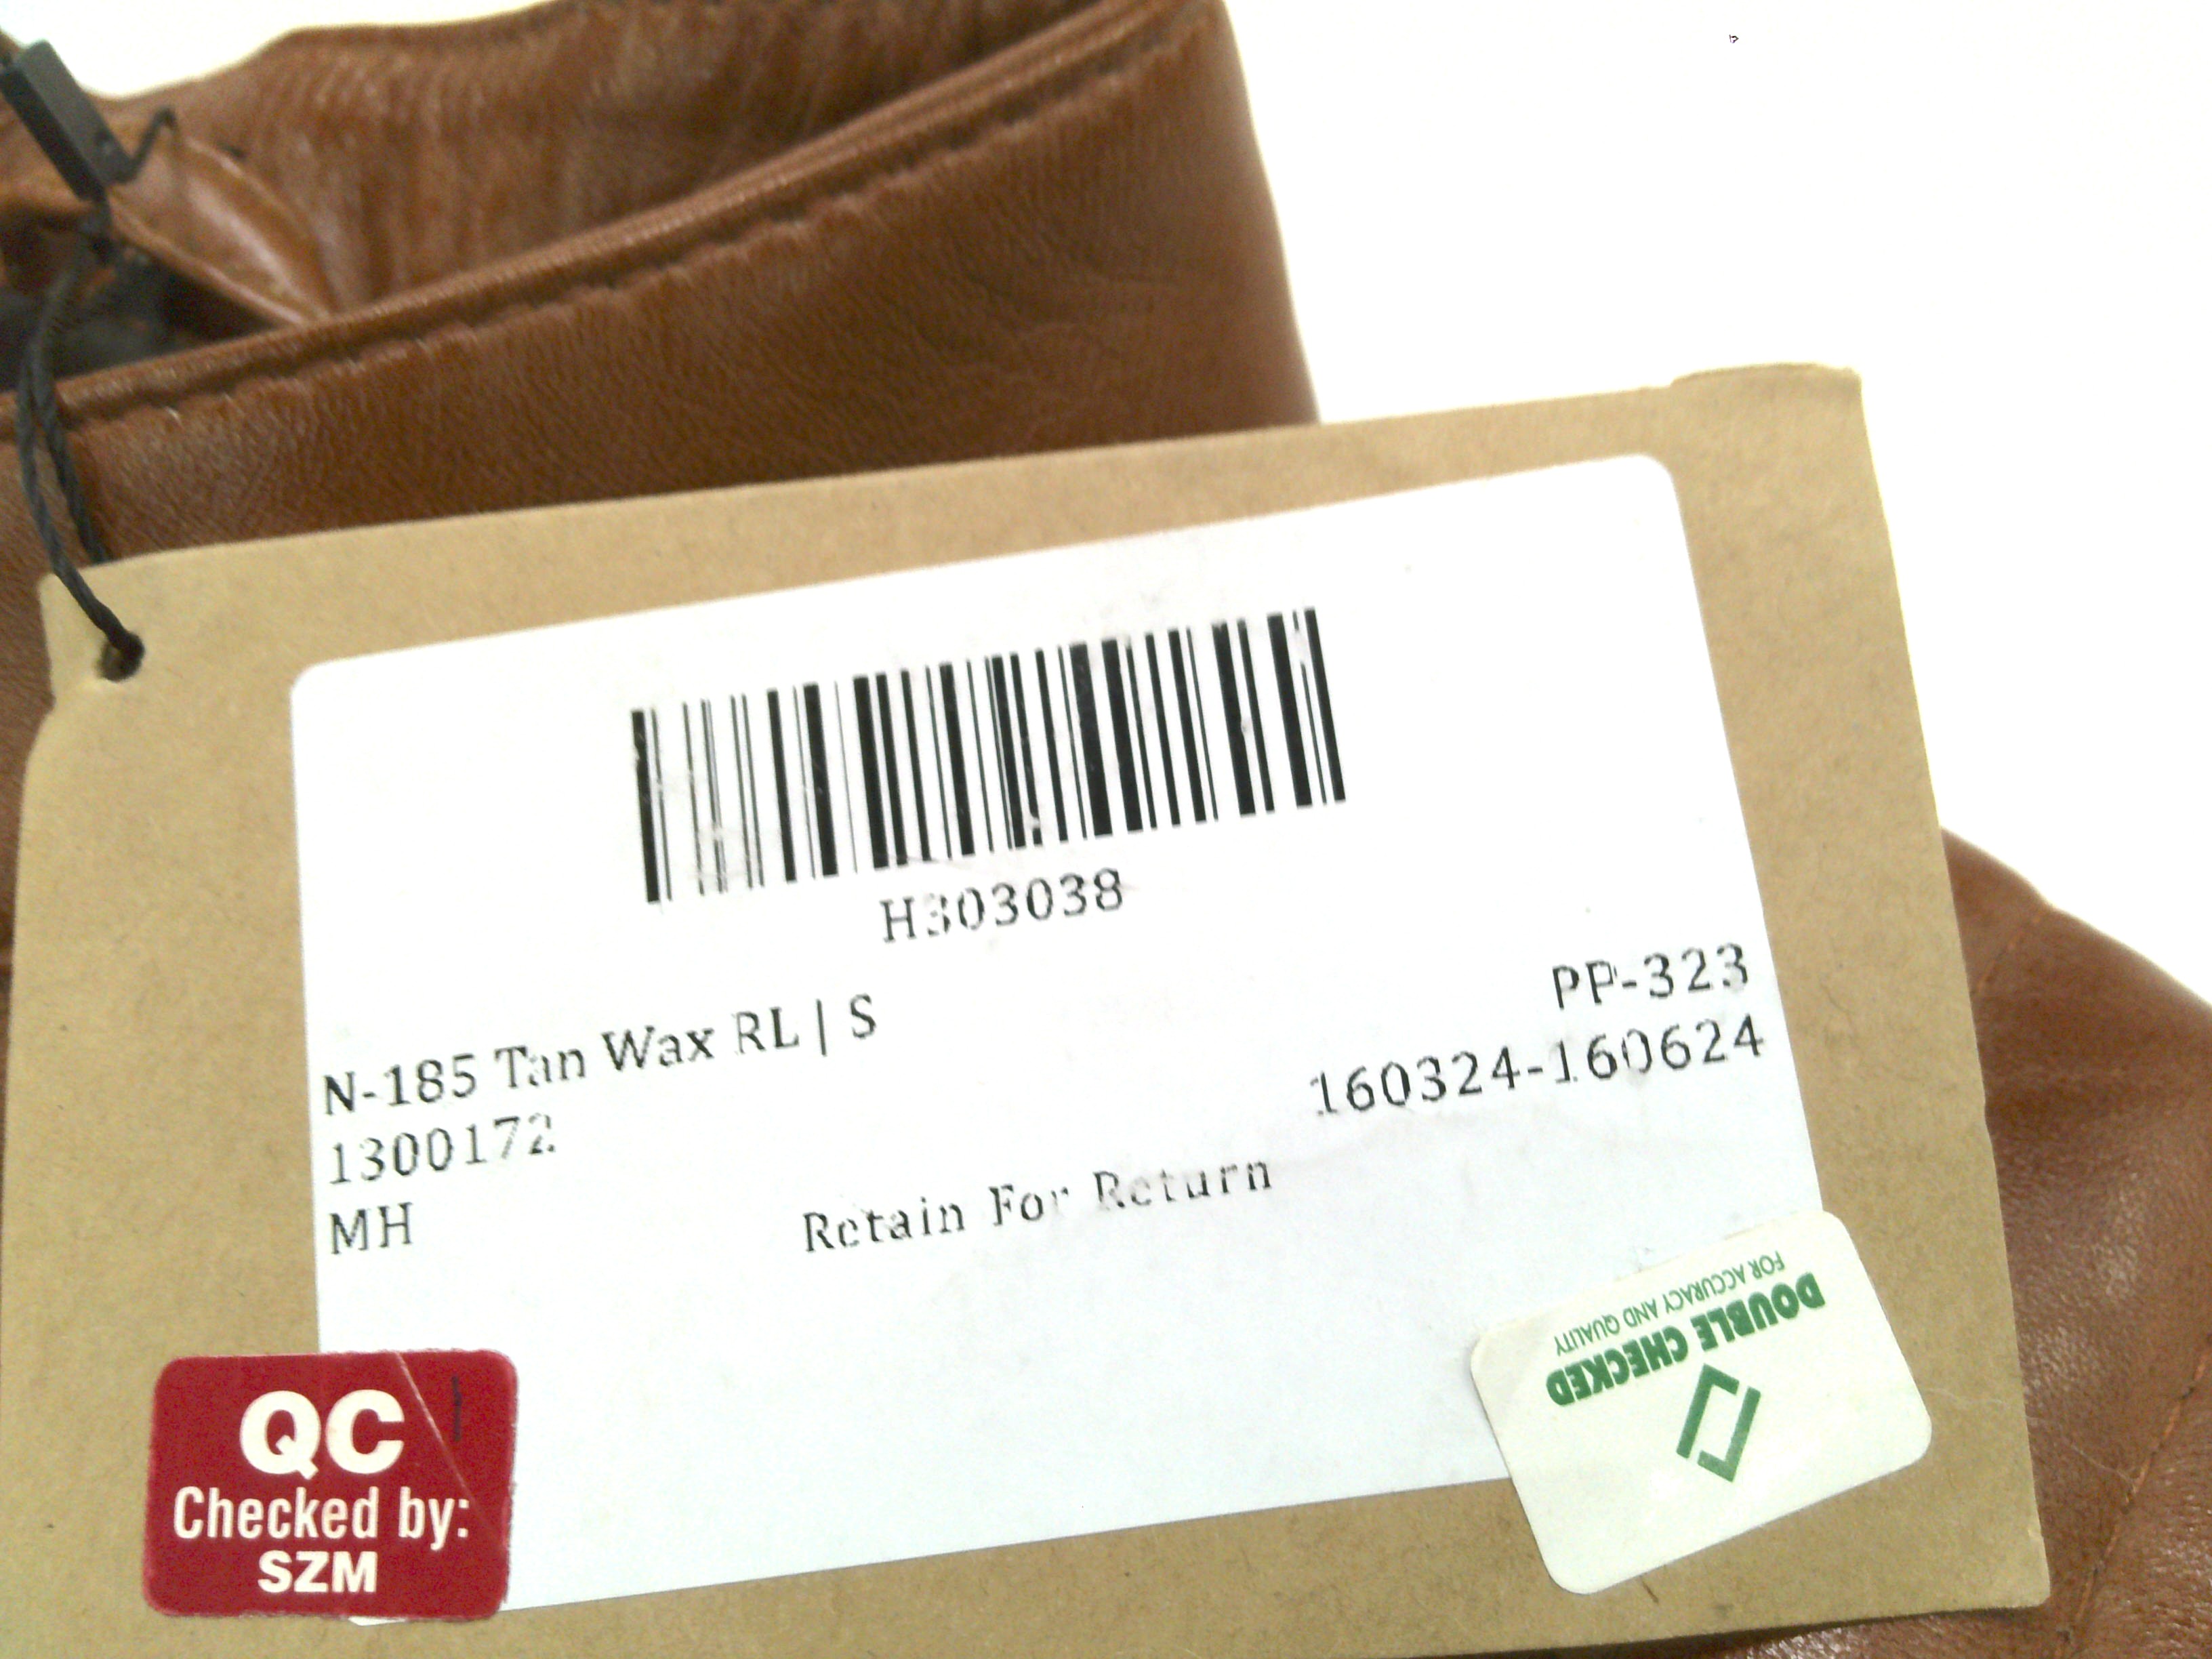 H303038
PP-323
N-185 Tan Wax RL | S
160324-160624
1300172
MH
Retain For Return
QC
Checked by:
SZM
DOUBLE CHECKED
FOR ACCURACY AND QUALITY